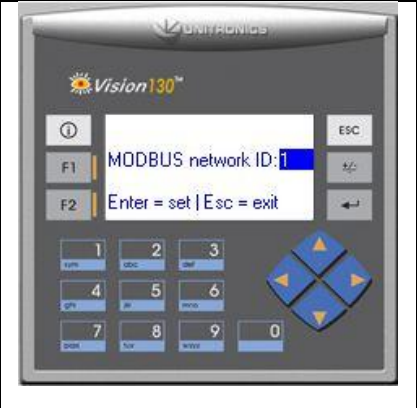 UNITRONICS
Vision130™
ESC
F1
MODBUS network ID:1
+/-
F2
Enter = set | Esc = exit
1
2
abc
3
def
4
ghi
5
jkl
6
mno
7
8
tuv
9
wxyz
0